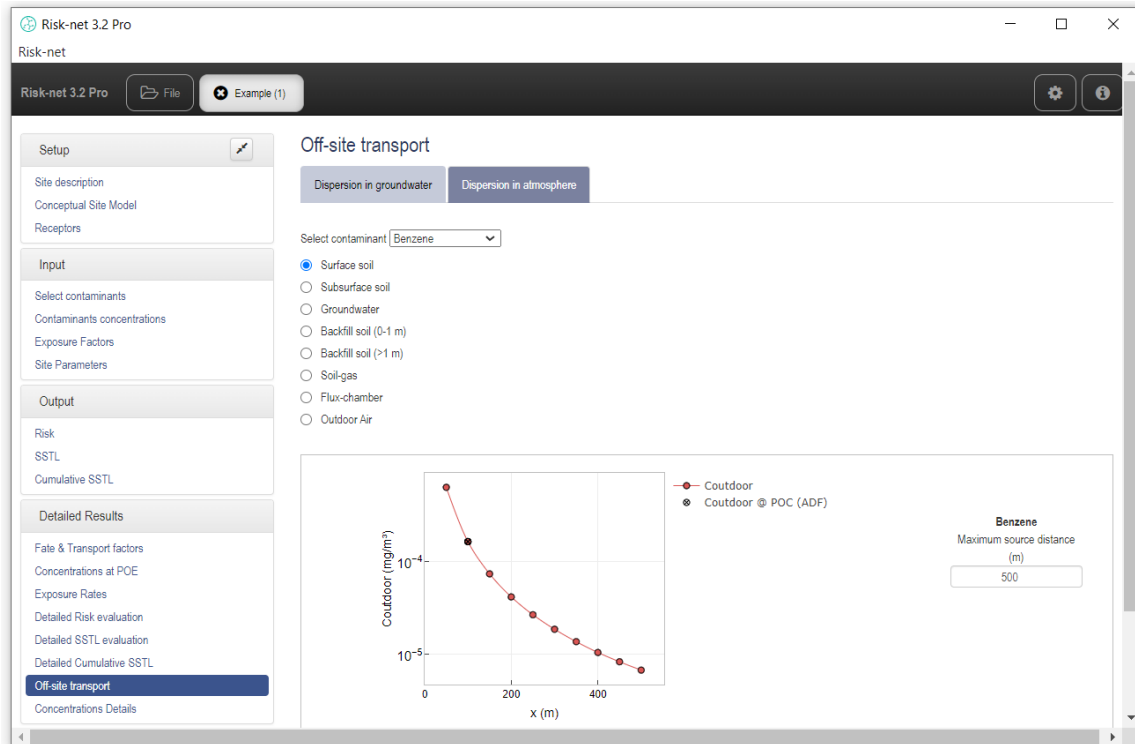 Risk-net 3.2 Pro
Risk-net
Risk-net 3.2 Pro
File
Example (1)
Setup
Site description
Conceptual Site Model
Receptors
Input
Select contaminants
Contaminants concentrations
Exposure Factors
Site Parameters
Output
Risk
SSTL
Cumulative SSTL
Detailed Results
Fate & Transport factors
Concentrations at POE
Exposure Rates
Detailed Risk evaluation
Detailed SSTL evaluation
Detailed Cumulative SSTL
Off-site transport
Concentrations Details
Off-site transport
Dispersion in groundwater
Dispersion in atmosphere
Select contaminant Benzene
Surface soil
Subsurface soil
Groundwater
Backfill soil (0-1 m)
Backfill soil (>1 m)
Soil-gas
Flux-chamber
Outdoor Air
Coutdoor (mg/m³)
10⁻⁴
10⁻⁵
0 200 400
x (m)
Coutdoor
Coutdoor @ POC (ADF)
Benzene
Maximum source distance
(m)
500